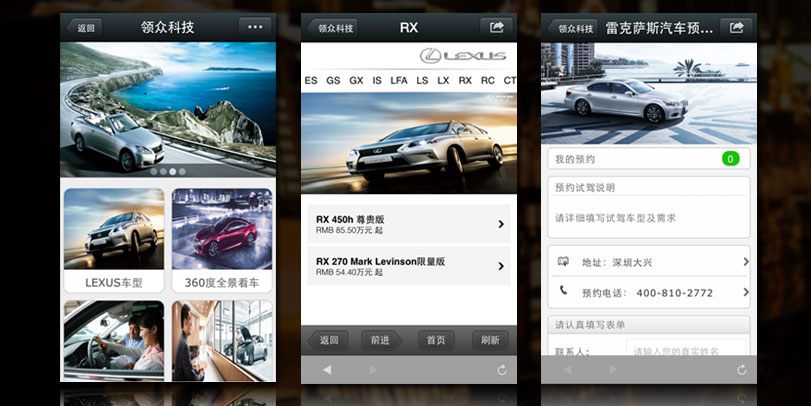 返回
领众科技
LEXUS车型
360度全景看车
领众科技
RX
LEXUS
ES GS GX IS LFA LS LX RX RC CT
RX 450h 尊贵版
RMB 85.50万元 起
RX 270 Mark Levinson限量版
RMB 54.40万元 起
返回 前进 首页 刷新
领众科技
雷克萨斯汽车预...
我的预约 0
预约试驾说明
请详细填写试驾车型及需求
地址：深圳大兴
预约电话： 400-810-2772
请认真填写表单
联系人： 请输入您的真实姓名